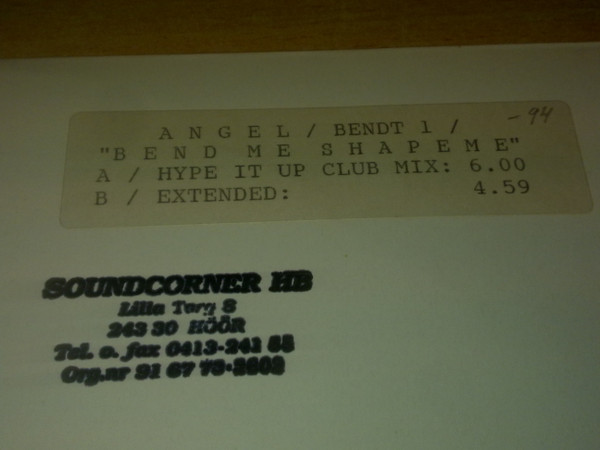 -94
A N G E L / BENDT 1 /
"B E N D  M E  S H A P E M E"
A / HYPE IT UP CLUB MIX: 6.00
B / EXTENDED: 4.59
SOUNDCORNER HB
Lilla Torg 8
243 30 HÖÖR
Tel. o. fax 0413-241 88
Org.nr 91 67 78-2602